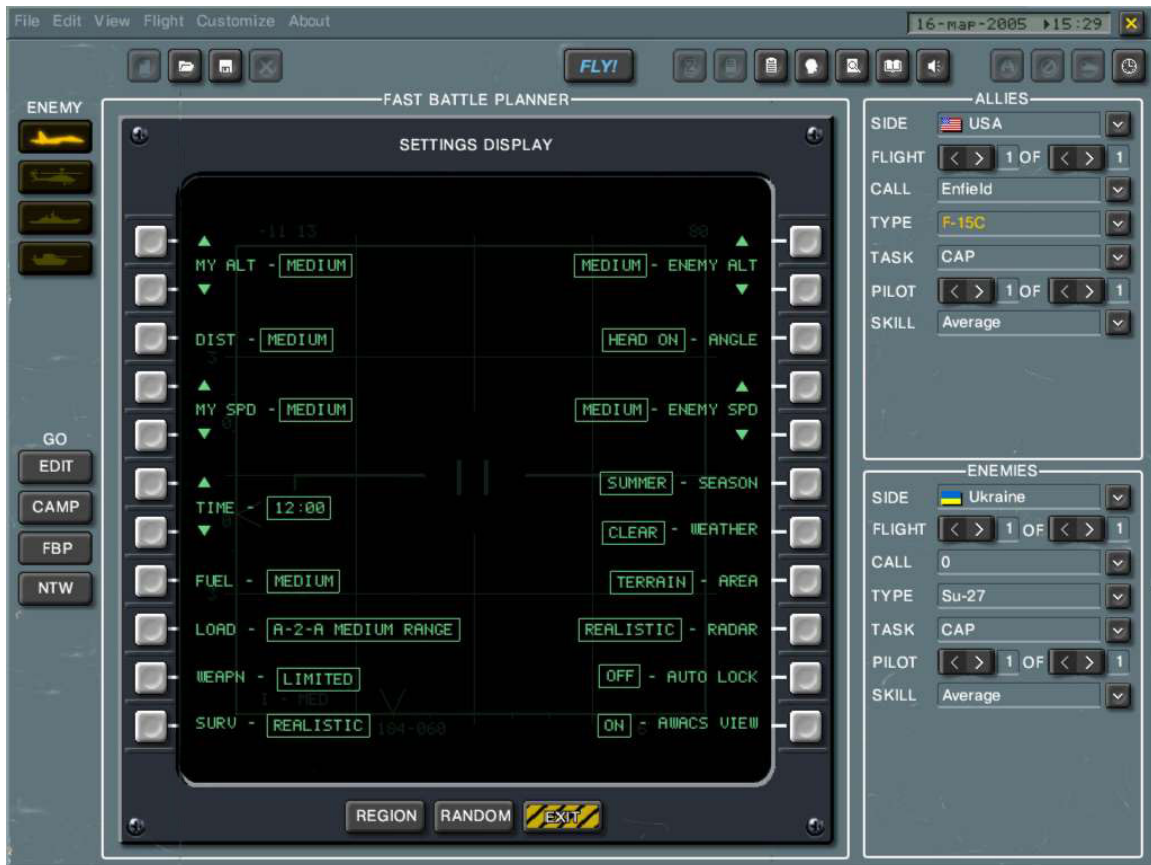 File Edit View Flight Customize About
16-мар-2005 15:29
FLY!
ENEMY
GO
EDIT
CAMP
FBP
NTW
FAST BATTLE PLANNER
SETTINGS DISPLAY
-11 13
80
MY ALT - MEDIUM
MEDIUM - ENEMY ALT
DIST - MEDIUM
HEAD ON - ANGLE
MY SPD - MEDIUM
MEDIUM - ENEMY SPD
SUMMER - SEASON
TIME - 12:00
CLEAR - WEATHER
FUEL - MEDIUM
TERRAIN - AREA
LOAD - A-2-A MEDIUM RANGE
REALISTIC - RADAR
WEAPN - LIMITED
OFF - AUTO LOCK
I - MED
SURV - REALISTIC
ON - AWACS VIEW
REGION RANDOM EXIT
ALLIES
SIDE USA
FLIGHT < > 1 OF < > 1
CALL Enfield
TYPE F-15C
TASK CAP
PILOT < > 1 OF < > 1
SKILL Average
ENEMIES
SIDE Ukraine
FLIGHT < > 1 OF < > 1
CALL 0
TYPE Su-27
TASK CAP
PILOT < > 1 OF < > 1
SKILL Average